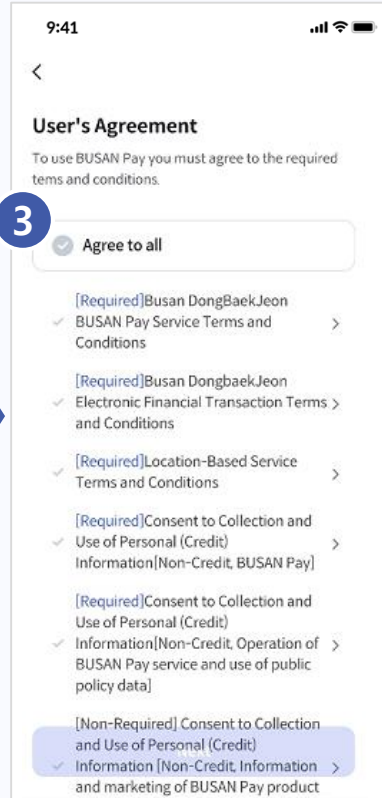 9:41
User's Agreement
To use BUSAN Pay you must agree to the required
tems and conditions.
3
Agree to all
[Required]Busan DongBaekJeon
BUSAN Pay Service Terms and
Conditions
[Required]Busan DongbaekJeon
Electronic Financial Transaction Terms
and Conditions
[Required]Location-Based Service
Terms and Conditions
[Required]Consent to Collection and
Use of Personal (Credit)
Information[Non-Credit, BUSAN Pay]
[Required]Consent to Collection and
Use of Personal (Credit)
Information[Non-Credit, Operation of
BUSAN Pay service and use of public
policy data]
[Non-Required] Consent to Collection
and Use of Personal (Credit)
Information [Non-Credit, Information
and marketing of BUSAN Pay product